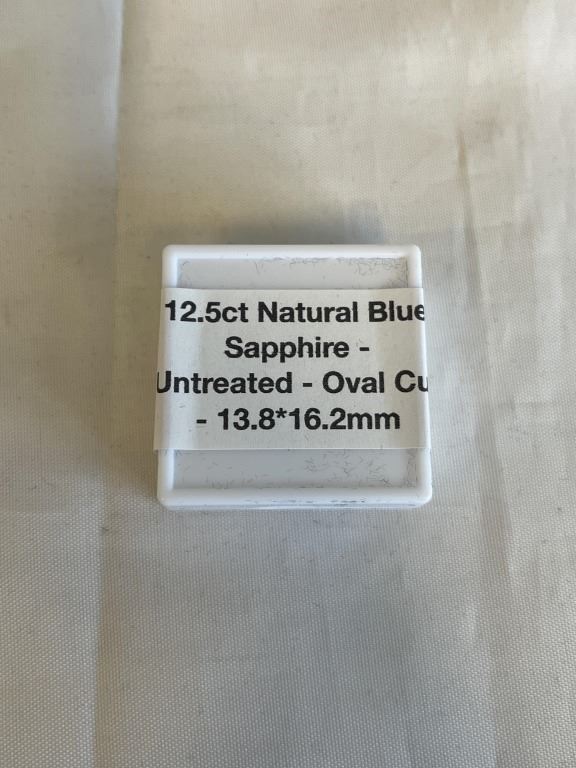 12.5ct Natural Blue
Sapphire -
Untreated - Oval Cu
- 13.8*16.2mm